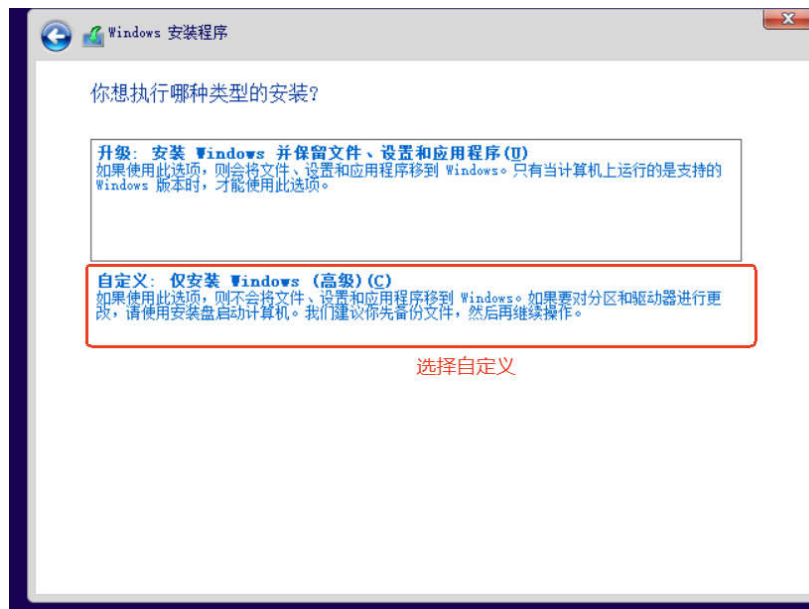 Windows 安装程序
你想执行哪种类型的安装?
升级: 安装 Windows 并保留文件、设置和应用程序(U)
如果使用此选项，则会将文件、设置和应用程序移到 Windows。只有当计算机上运行的是支持的
Windows 版本时，才能使用此选项。
自定义: 仅安装 Windows (高级)(C)
如果使用此选项，则不会将文件、设置和应用程序移到 Windows。如果要对分区和驱动器进行更
改，请使用安装盘启动计算机。我们建议你先备份文件，然后再继续操作。
选择自定义